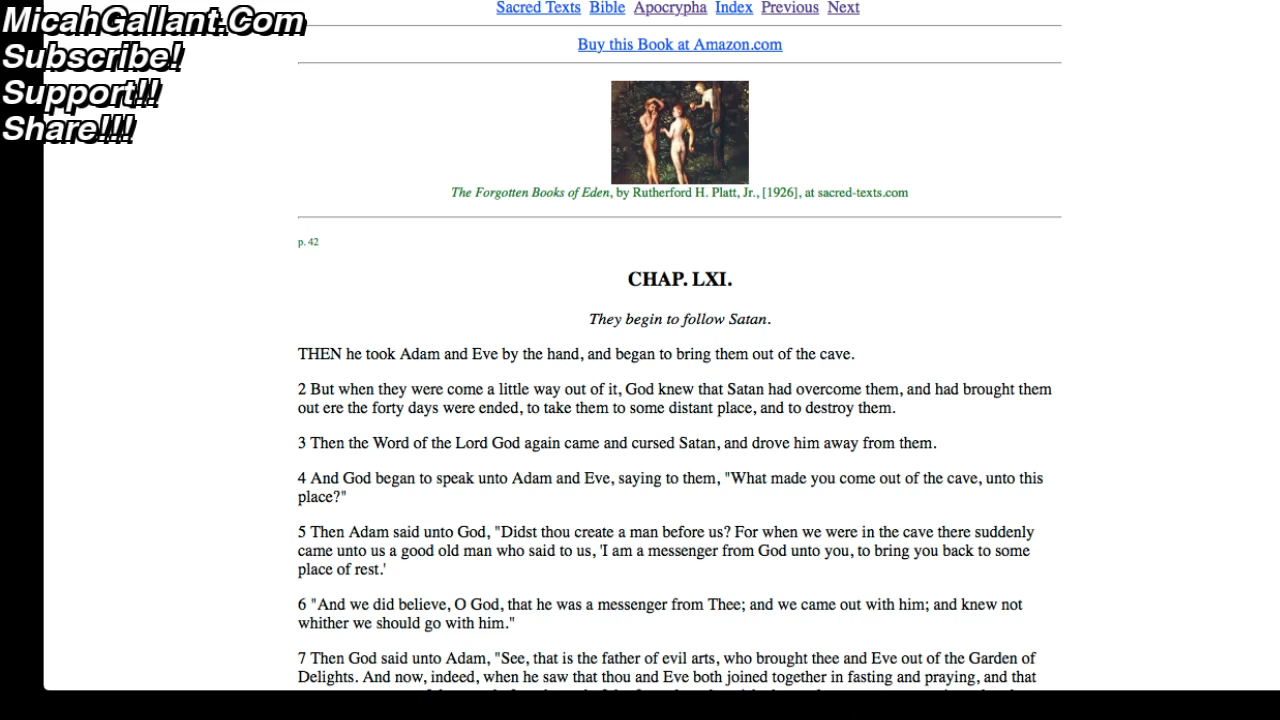 MicahGallant.Com
Subscribe!
Support!!
Share!!!
Sacred Texts Bible Apocrypha Index Previous Next
Buy this Book at Amazon.com
The Forgotten Books of Eden, by Rutherford H. Platt, Jr., [1926], at sacred-texts.com
p. 42
CHAP. LXI.
They begin to follow Satan.
THEN he took Adam and Eve by the hand, and began to bring them out of the cave.
2 But when they were come a little way out of it, God knew that Satan had overcome them, and had brought them
out ere the forty days were ended, to take them to some distant place, and to destroy them.
3 Then the Word of the Lord God again came and cursed Satan, and drove him away from them.
4 And God began to speak unto Adam and Eve, saying to them, "What made you come out of the cave, unto this
place?"
5 Then Adam said unto God, "Didst thou create a man before us? For when we were in the cave there suddenly
came unto us a good old man who said to us, 'I am a messenger from God unto you, to bring you back to some
place of rest.'
6 "And we did believe, O God, that he was a messenger from Thee; and we came out with him; and knew not
whither we should go with him."
7 Then God said unto Adam, "See, that is the father of evil arts, who brought thee and Eve out of the Garden of
Delights. And now, indeed, when he saw that thou and Eve both joined together in fasting and praying, and that